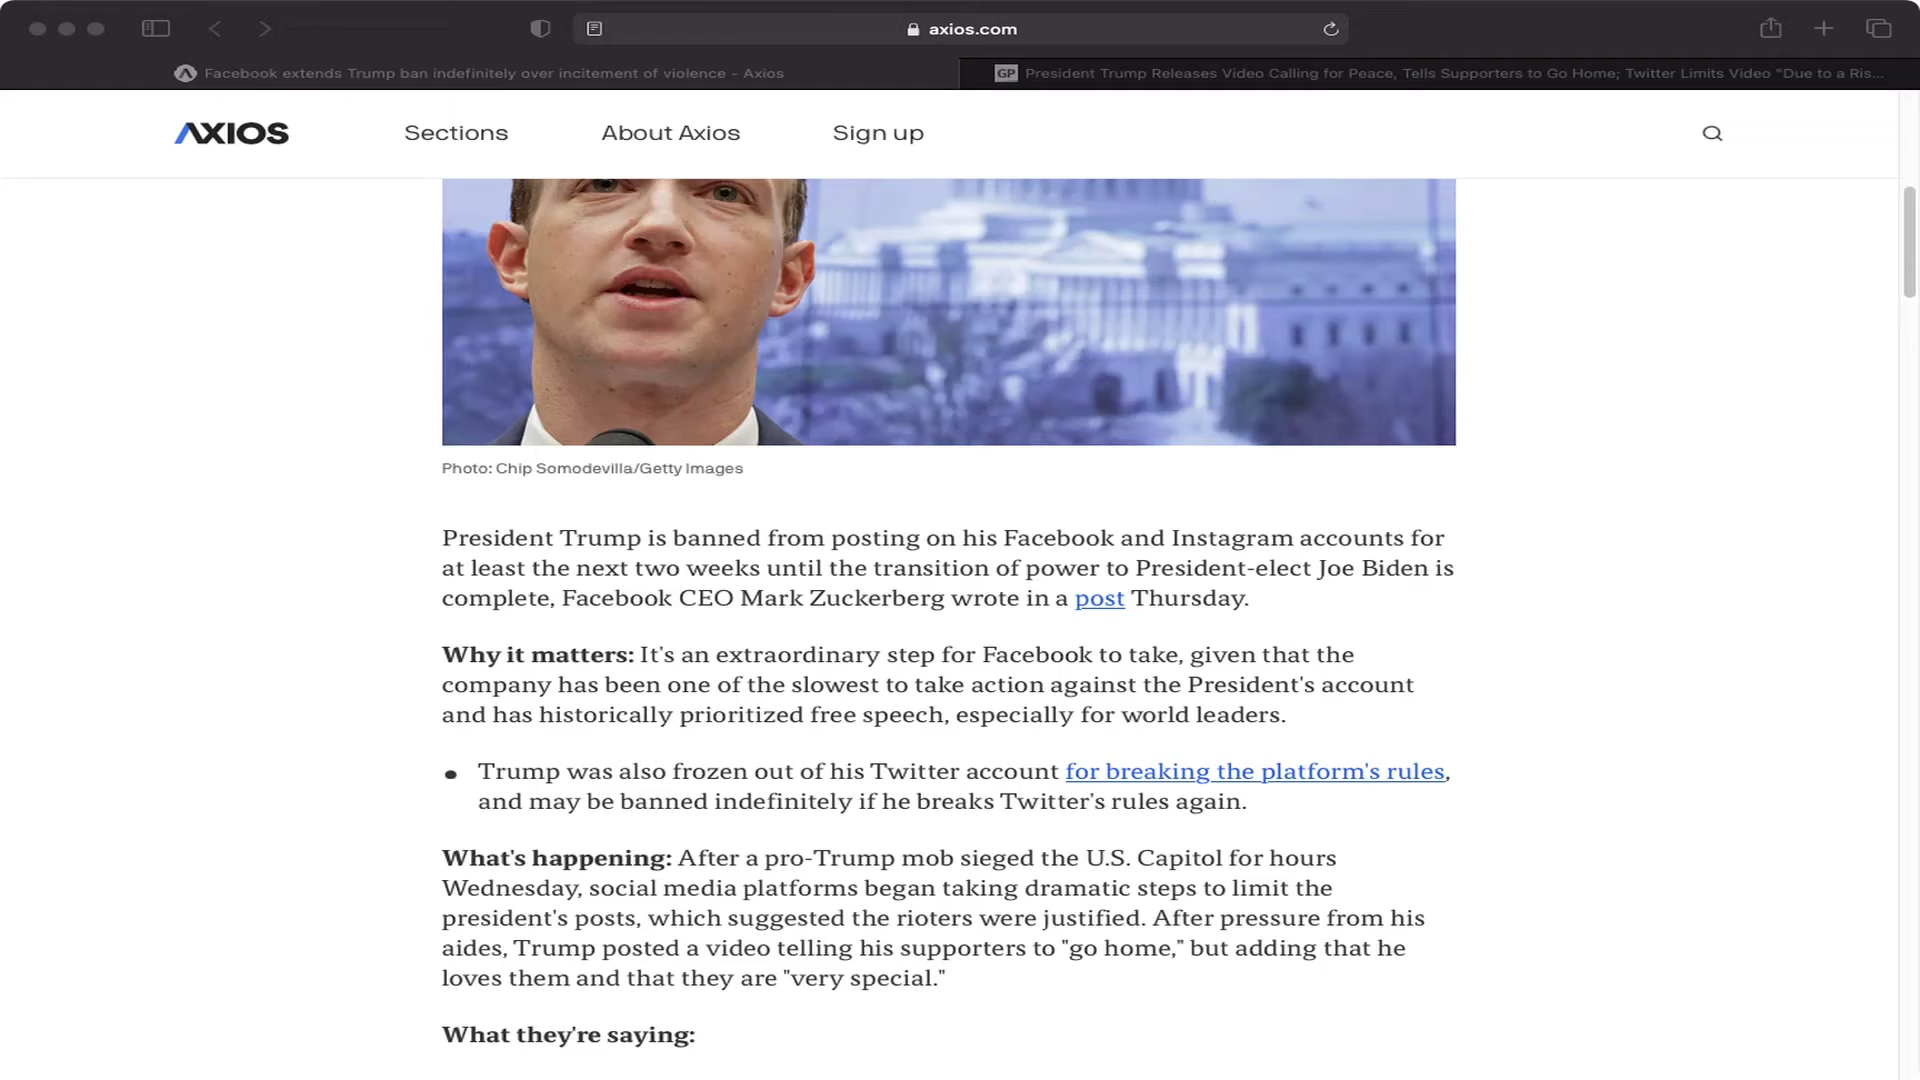 axios.com
Facebook extends Trump ban indefinitely over incitement of violence - Axios
GP President Trump Releases Video Calling for Peace, Tells Supporters to Go Home; Twitter Limits Video "Due to a Ris...
AXIOS Sections About Axios Sign up
Photo: Chip Somodevilla/Getty Images
President Trump is banned from posting on his Facebook and Instagram accounts for
at least the next two weeks until the transition of power to President-elect Joe Biden is
complete, Facebook CEO Mark Zuckerberg wrote in a post Thursday.
Why it matters: It's an extraordinary step for Facebook to take, given that the
company has been one of the slowest to take action against the President's account
and has historically prioritized free speech, especially for world leaders.
• Trump was also frozen out of his Twitter account for breaking the platform's rules,
and may be banned indefinitely if he breaks Twitter's rules again.
What's happening: After a pro-Trump mob sieged the U.S. Capitol for hours
Wednesday, social media platforms began taking dramatic steps to limit the
president's posts, which suggested the rioters were justified. After pressure from his
aides, Trump posted a video telling his supporters to "go home," but adding that he
loves them and that they are "very special."
What they're saying: